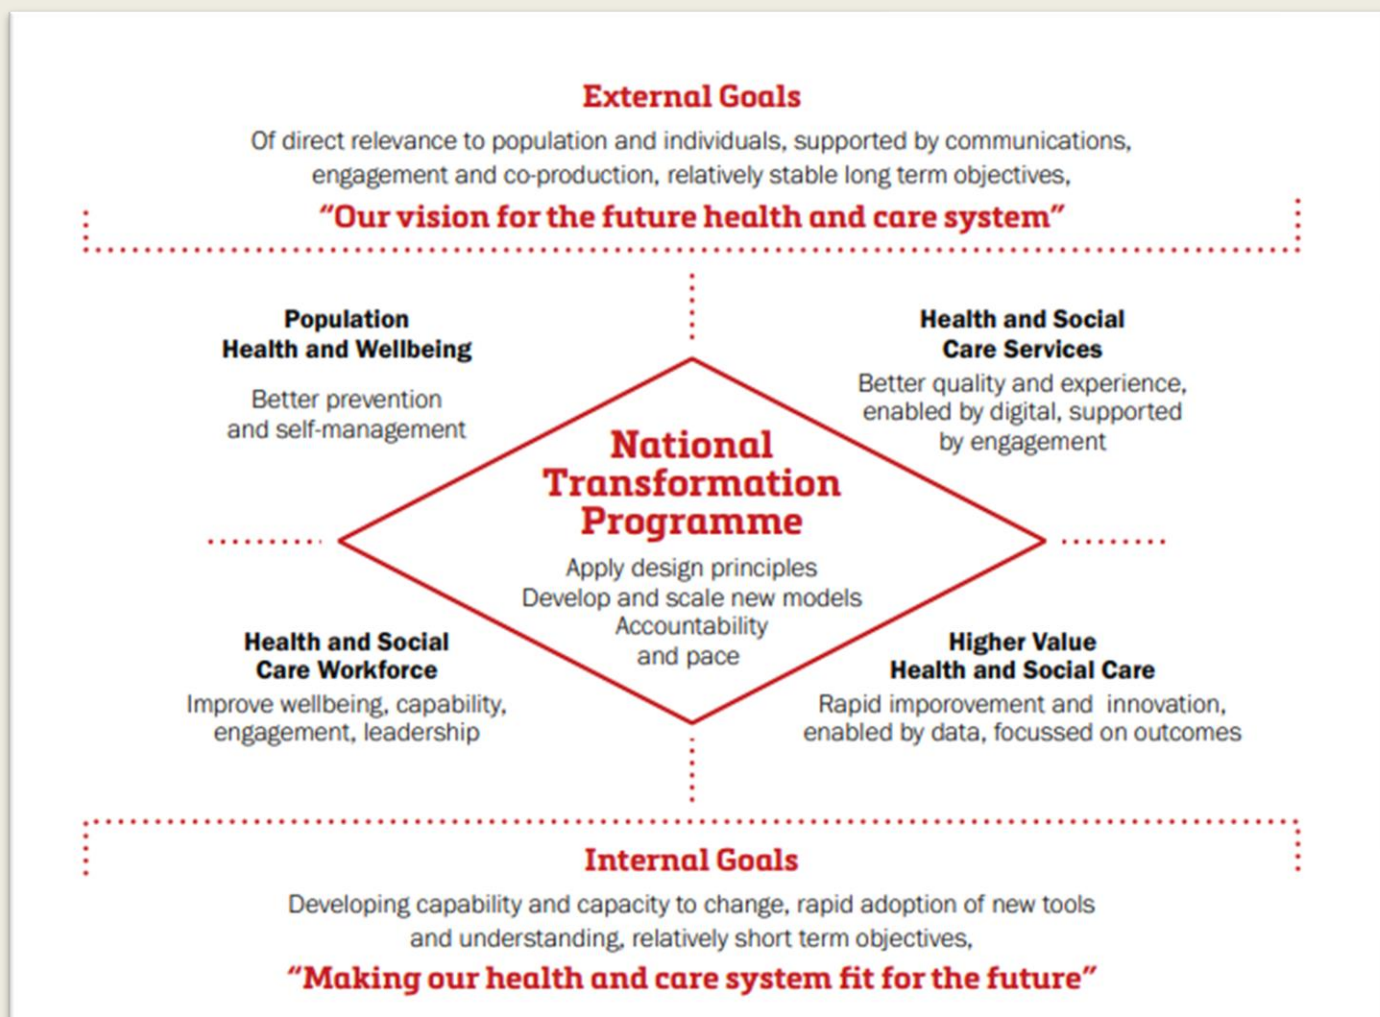 External Goals
Of direct relevance to population and individuals, supported by communications,
engagement and co-production, relatively stable long term objectives,
“Our vision for the future health and care system”
Population
Health and Wellbeing
Better prevention
and self-management
Health and Social
Care Services
Better quality and experience,
enabled by digital, supported
by engagement
National
Transformation
Programme
Apply design principles
Develop and scale new models
Accountability
and pace
Health and Social
Care Workforce
Improve wellbeing, capability,
engagement, leadership
Higher Value
Health and Social Care
Rapid imporovement and innovation,
enabled by data, focussed on outcomes
Internal Goals
Developing capability and capacity to change, rapid adoption of new tools
and understanding, relatively short term objectives,
“Making our health and care system fit for the future”